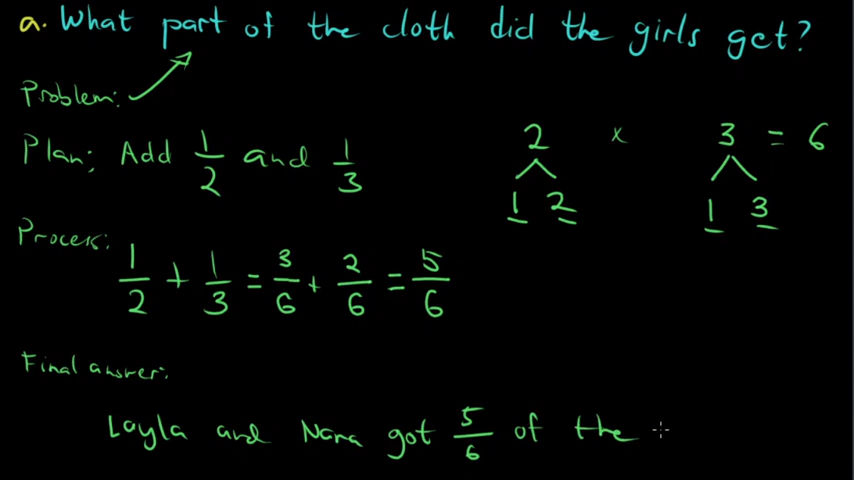 a. What part of the cloth did the girls get?
Problem:
Plan; Add 1/2 and 1/3
2 x 3 = 6
1 2 1 3
Process:
1/2 + 1/3 = 3/6 + 2/6 = 5/6
Final answer:
Layla and Nara got 5/6 of the